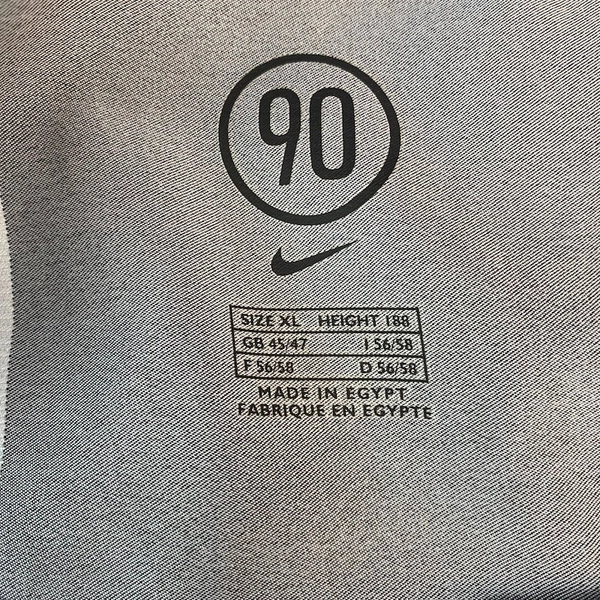 90
SIZE XL HEIGHT 188
GB 45/47 I 56/58
F 56/58 D 56/58
MADE IN EGYPT
FABRIQUE EN EGYPTE